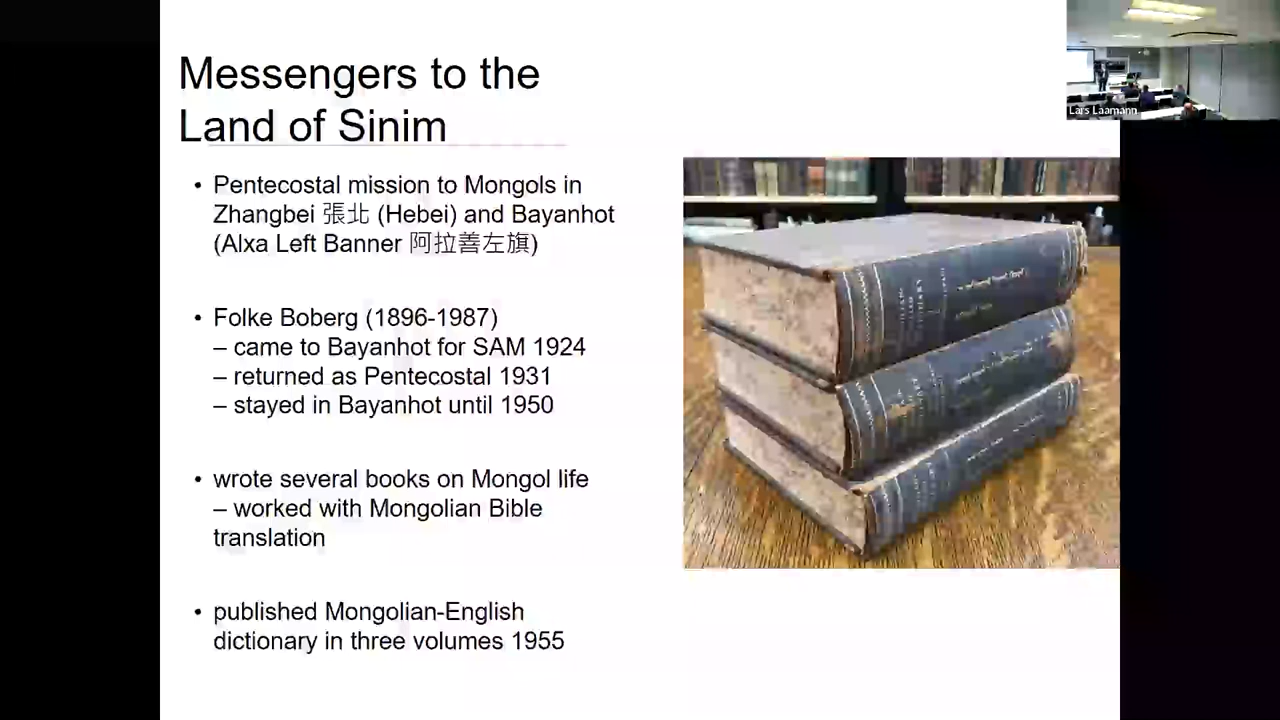 Messengers to the
Land of Sinim
• Pentecostal mission to Mongols in
Zhangbei 張北 (Hebei) and Bayanhot
(Alxa Left Banner 阿拉善左旗)
• Folke Boberg (1896-1987)
– came to Bayanhot for SAM 1924
– returned as Pentecostal 1931
– stayed in Bayanhot until 1950
• wrote several books on Mongol life
– worked with Mongolian Bible
translation
• published Mongolian-English
dictionary in three volumes 1955
Lars Laamann